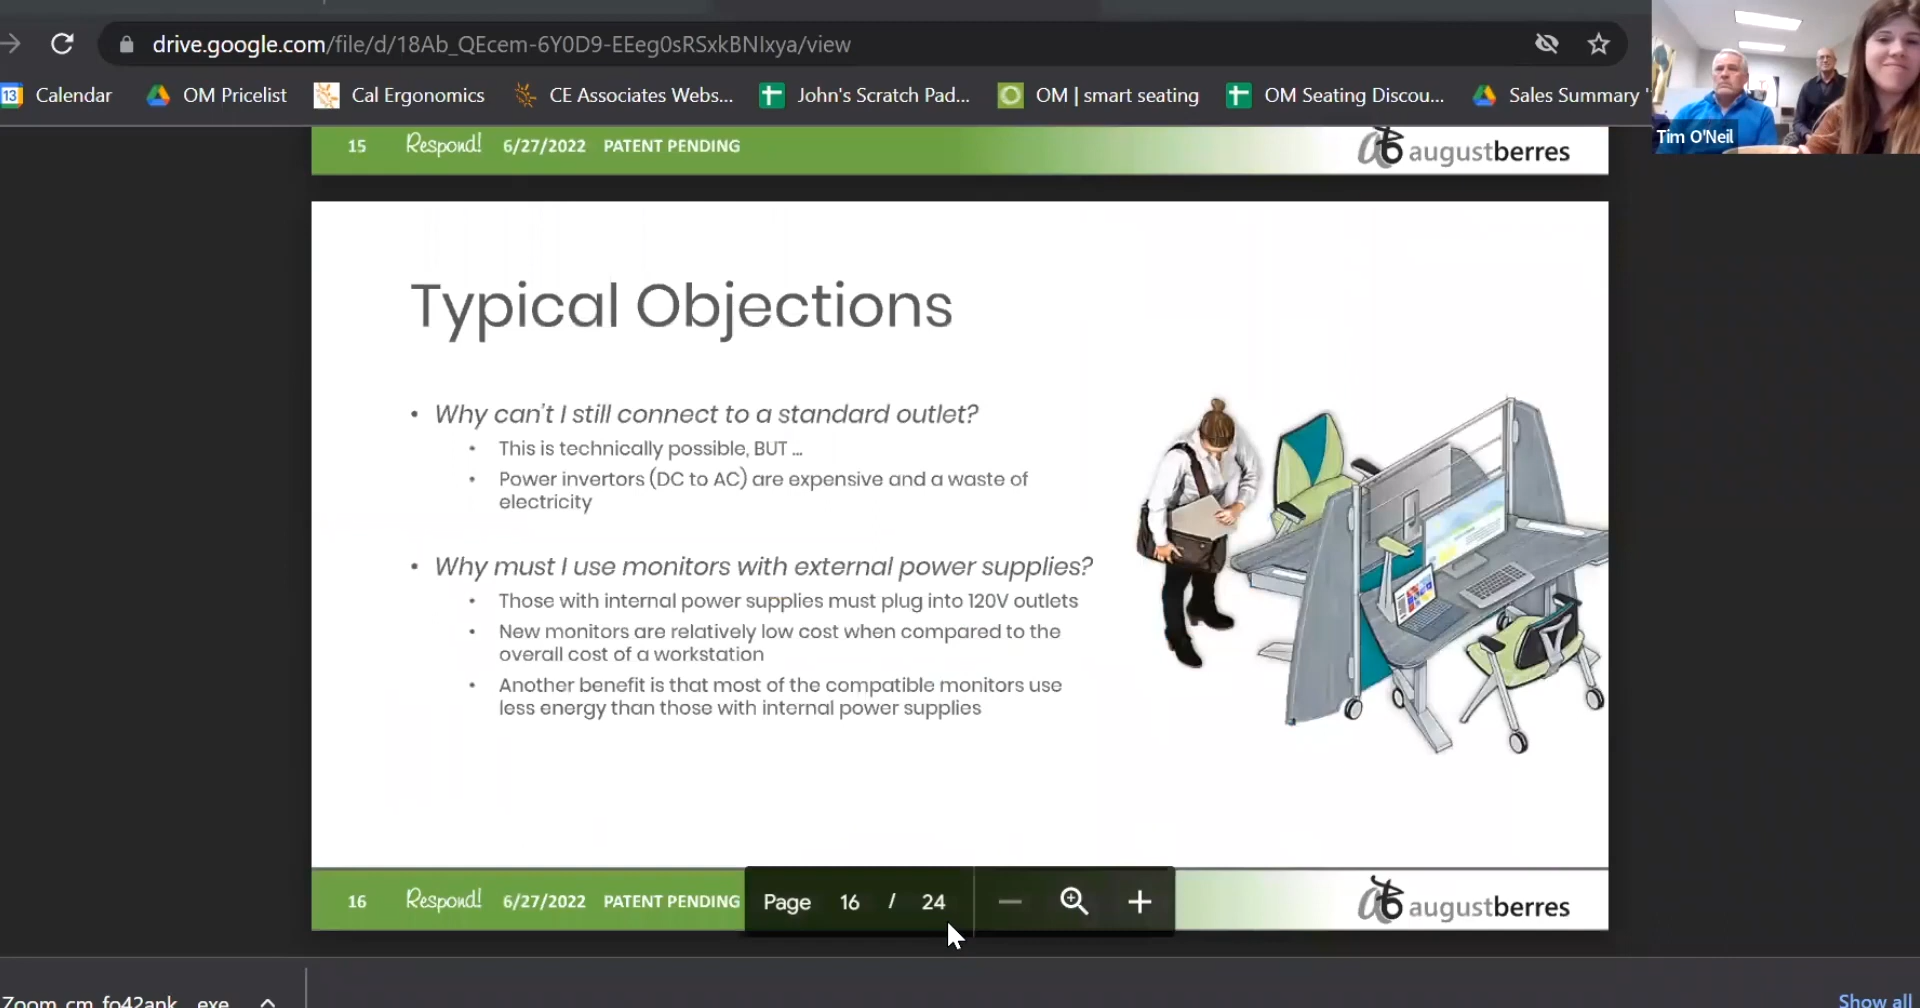 drive.google.com/file/d/18Ab_QEcem-6Y0D9-EEeg0sRSxkBNIxya/view
13 Calendar OM Pricelist Cal Ergonomics CE Associates Webs... John's Scratch Pad... OM | smart seating OM Seating Discou... Sales Summary
Tim O'Neil
15 Respond! 6/27/2022 PATENT PENDING augustberres
Typical Objections
• Why can't I still connect to a standard outlet?
• This is technically possible, BUT ...
• Power invertors (DC to AC) are expensive and a waste of
electricity
• Why must I use monitors with external power supplies?
• Those with internal power supplies must plug into 120V outlets
• New monitors are relatively low cost when compared to the
overall cost of a workstation
• Another benefit is that most of the compatible monitors use
less energy than those with internal power supplies
16 Respond! 6/27/2022 PATENT PENDING Page 16 / 24 augustberres
Zoom_cm_fo42ank_.exe
Show all